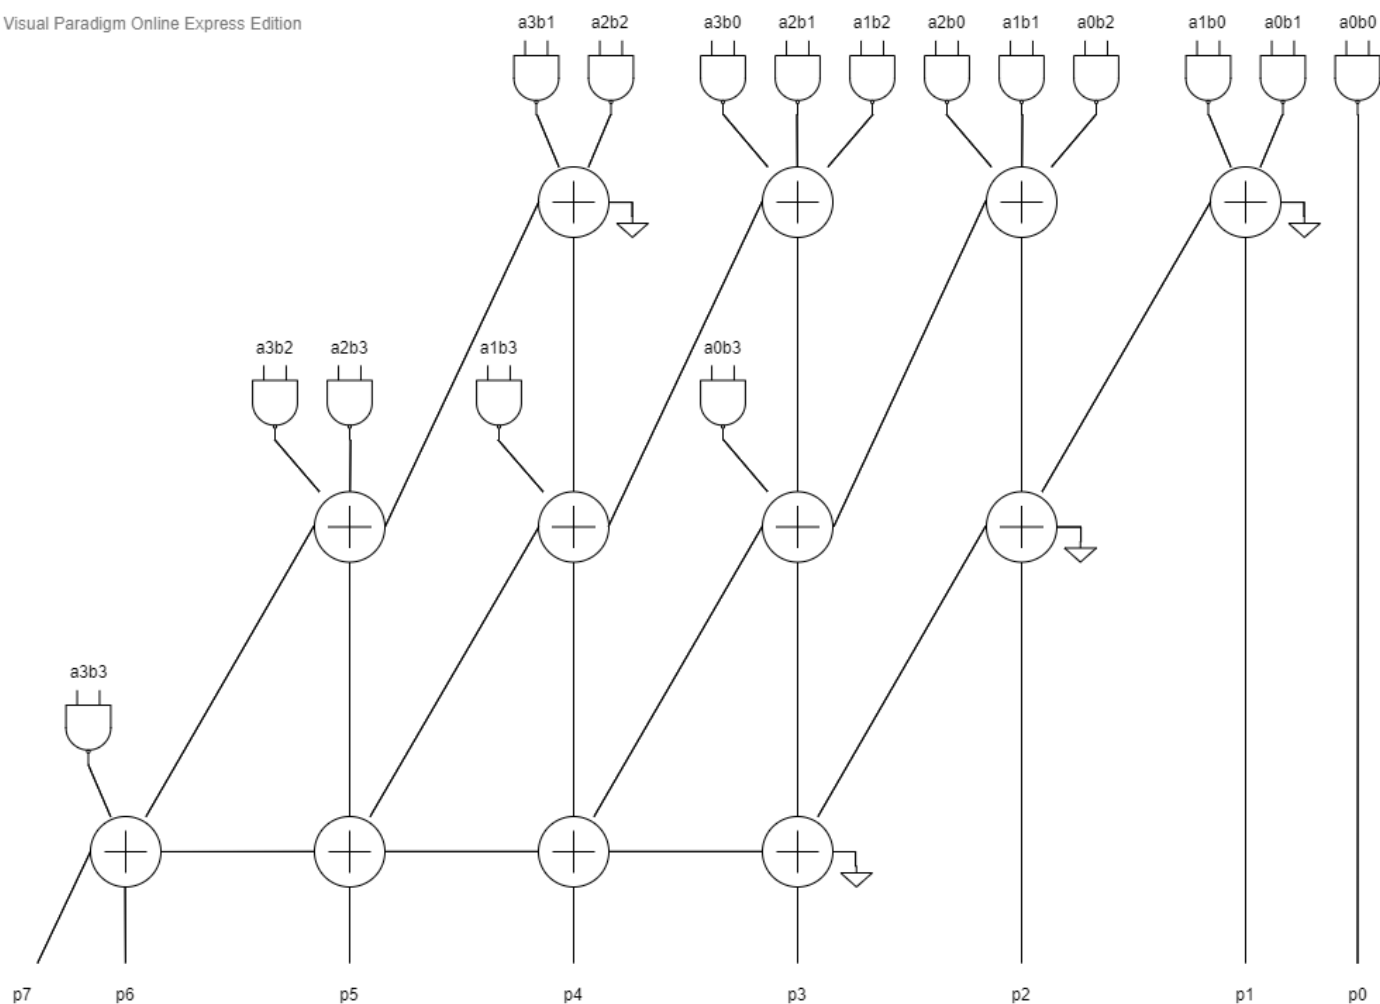 Visual Paradigm Online Express Edition
a3b1 a2b2 a3b0 a2b1 a1b2 a2b0 a1b1 a0b2 a1b0 a0b1 a0b0
a3b2 a2b3 a1b3 a0b3
a3b3
p7 p6 p5 p4 p3 p2 p1 p0